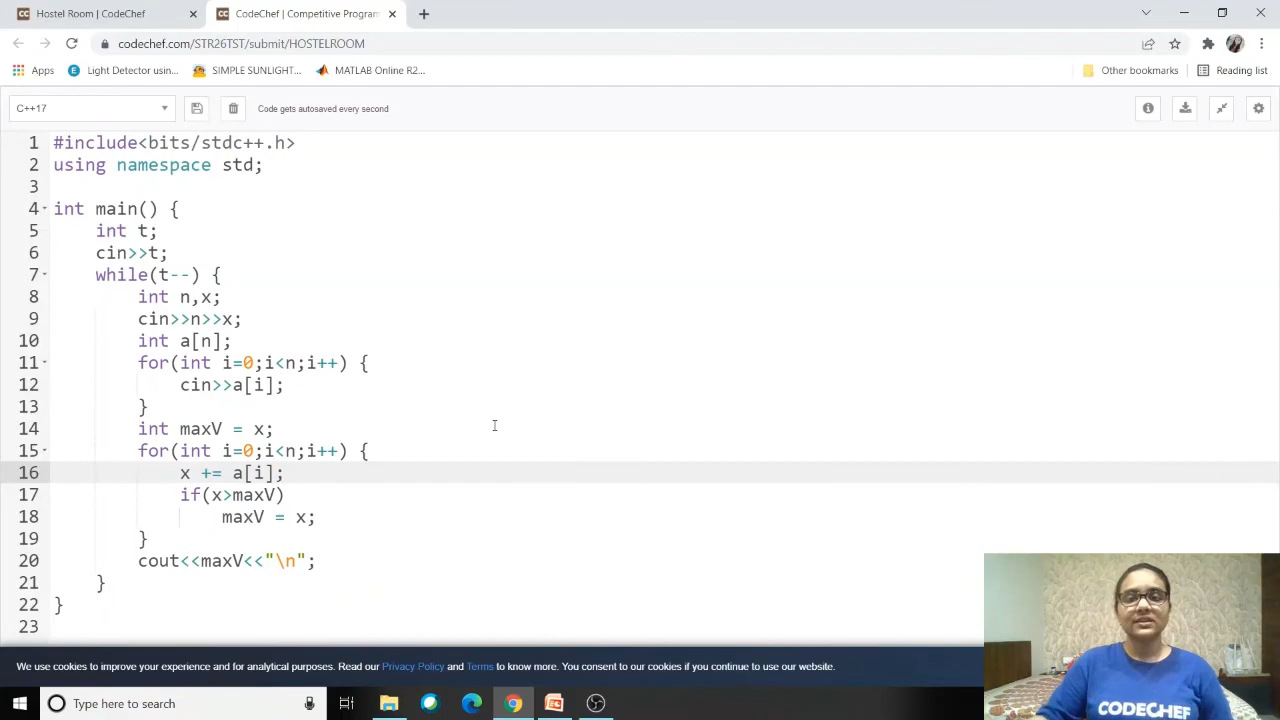 Hostel Room | CodeChef
CodeChef | Competitive Program
codechef.com/STR26TST/submit/HOSTELROOM
Apps
Light Detector usin...
SIMPLE SUNLIGHT...
MATLAB Online R2...
Other bookmarks
Reading list
C++17
Code gets autosaved every second
1 #include<bits/stdc++.h>
2 using namespace std;
3
4 int main() {
5 int t;
6 cin>>t;
7 while(t--) {
8 int n,x;
9 cin>>n>>x;
10 int a[n];
11 for(int i=0;i<n;i++) {
12 cin>>a[i];
13 }
14 int maxV = x;
15 for(int i=0;i<n;i++) {
16 x += a[i];
17 if(x>maxV)
18 maxV = x;
19 }
20 cout<<maxV<<"\n";
21 }
22 }
23
We use cookies to improve your experience and for analytical purposes. Read our Privacy Policy and Terms to know more. You consent to our cookies if you continue to use our website.
Type here to search
CODECHEF